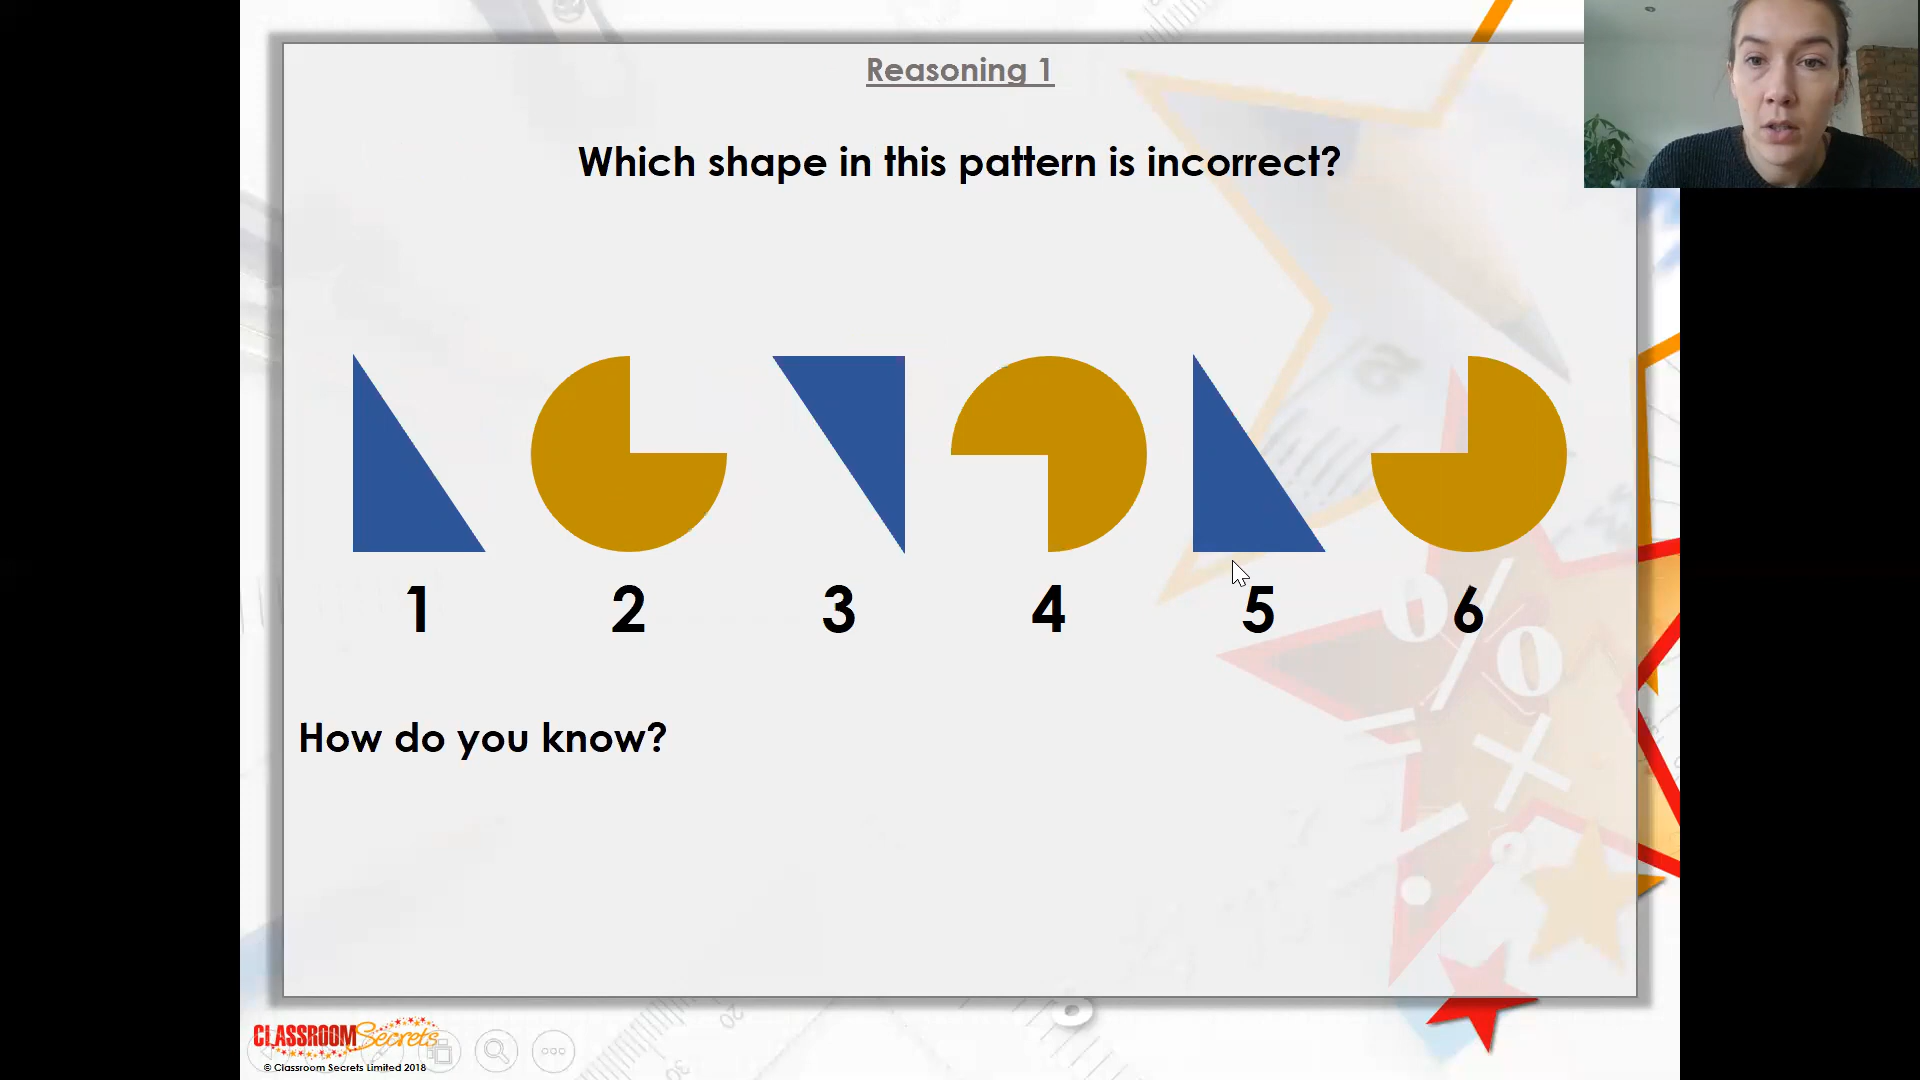 Reasoning 1
Which shape in this pattern is incorrect?
1 2 3 4 5 6
How do you know?
CLASSROOM Secrets
© Classroom Secrets Limited 2018